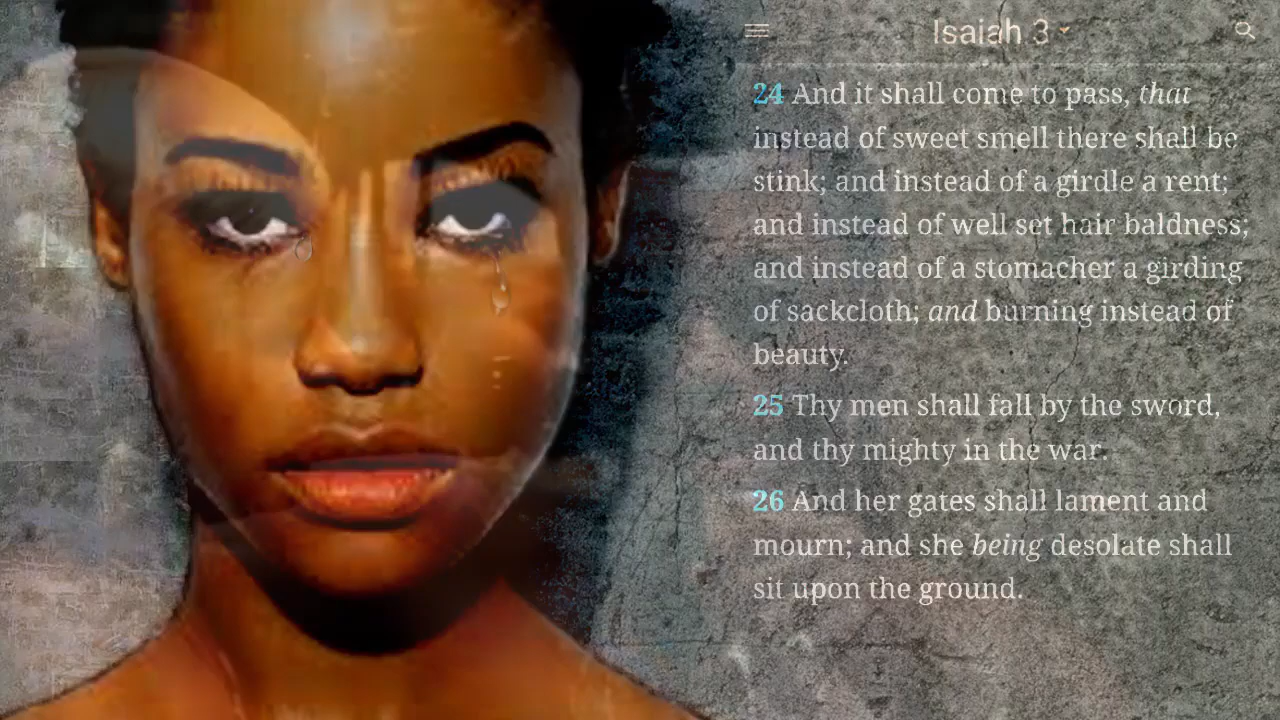 Isaiah 3
24 And it shall come to pass, that
instead of sweet smell there shall be
stink; and instead of a girdle a rent;
and instead of well set hair baldness;
and instead of a stomacher a girding
of sackcloth; and burning instead of
beauty.
25 Thy men shall fall by the sword,
and thy mighty in the war.
26 And her gates shall lament and
mourn; and she being desolate shall
sit upon the ground.